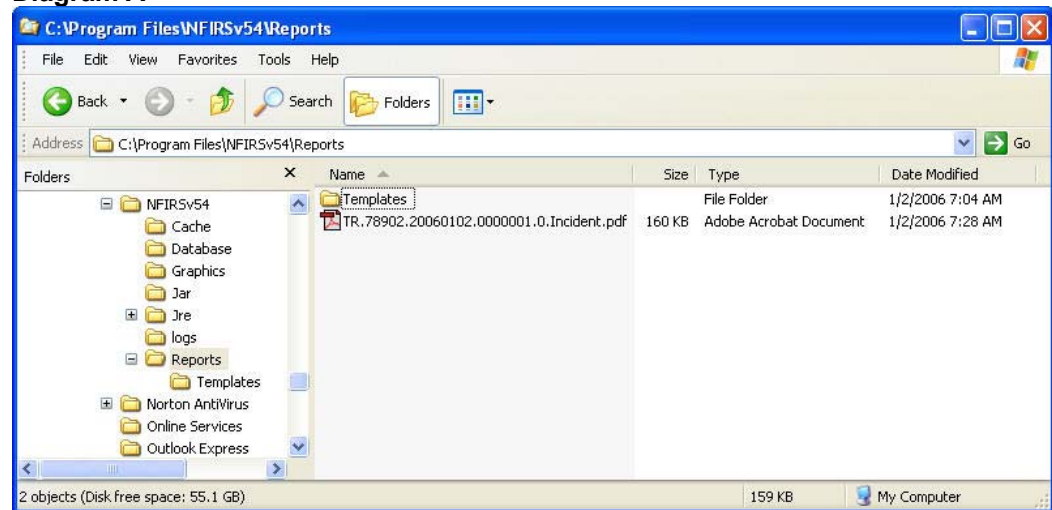 C:\Program Files\NFIRSv54\Reports
File Edit View Favorites Tools Help
Back Search Folders
Address C:\Program Files\NFIRSv54\Reports Go
Folders X Name Size Type Date Modified
NFIRSv54
Cache
Database
Graphics
Jar
Jre
logs
Reports
Templates
Norton AntiVirus
Online Services
Outlook Express
Templates File Folder 1/2/2006 7:04 AM
TR.78902.20060102.0000001.0.Incident.pdf 160 KB Adobe Acrobat Document 1/2/2006 7:28 AM
2 objects (Disk free space: 55.1 GB) 159 KB My Computer